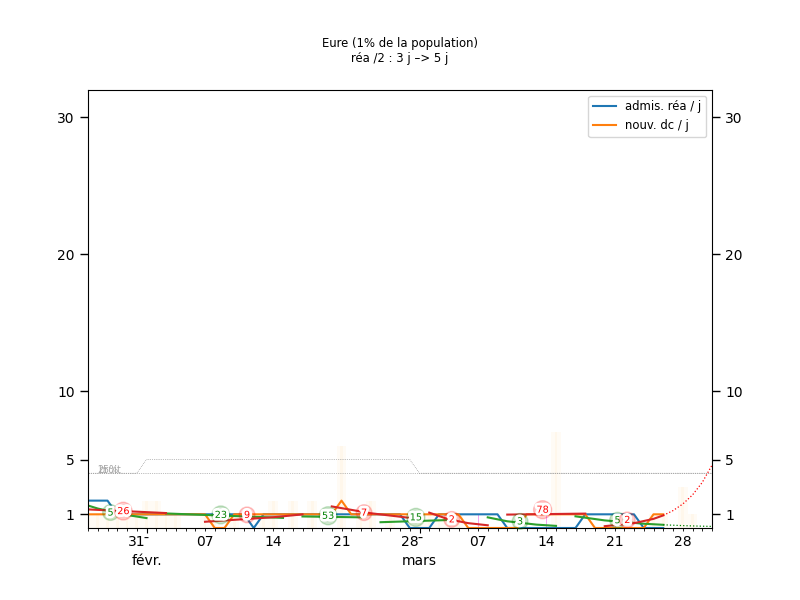 Eure (1% de la population)
réa /2 : 3 j –> 5 j
admis. réa / j
nouv. dc / j
30 30
20 20
10 10
5 5
1 1
5 26 23 9 53 7 15 2 3 78 5 2
31 07 14 21 28 07 14 21 28
févr. mars